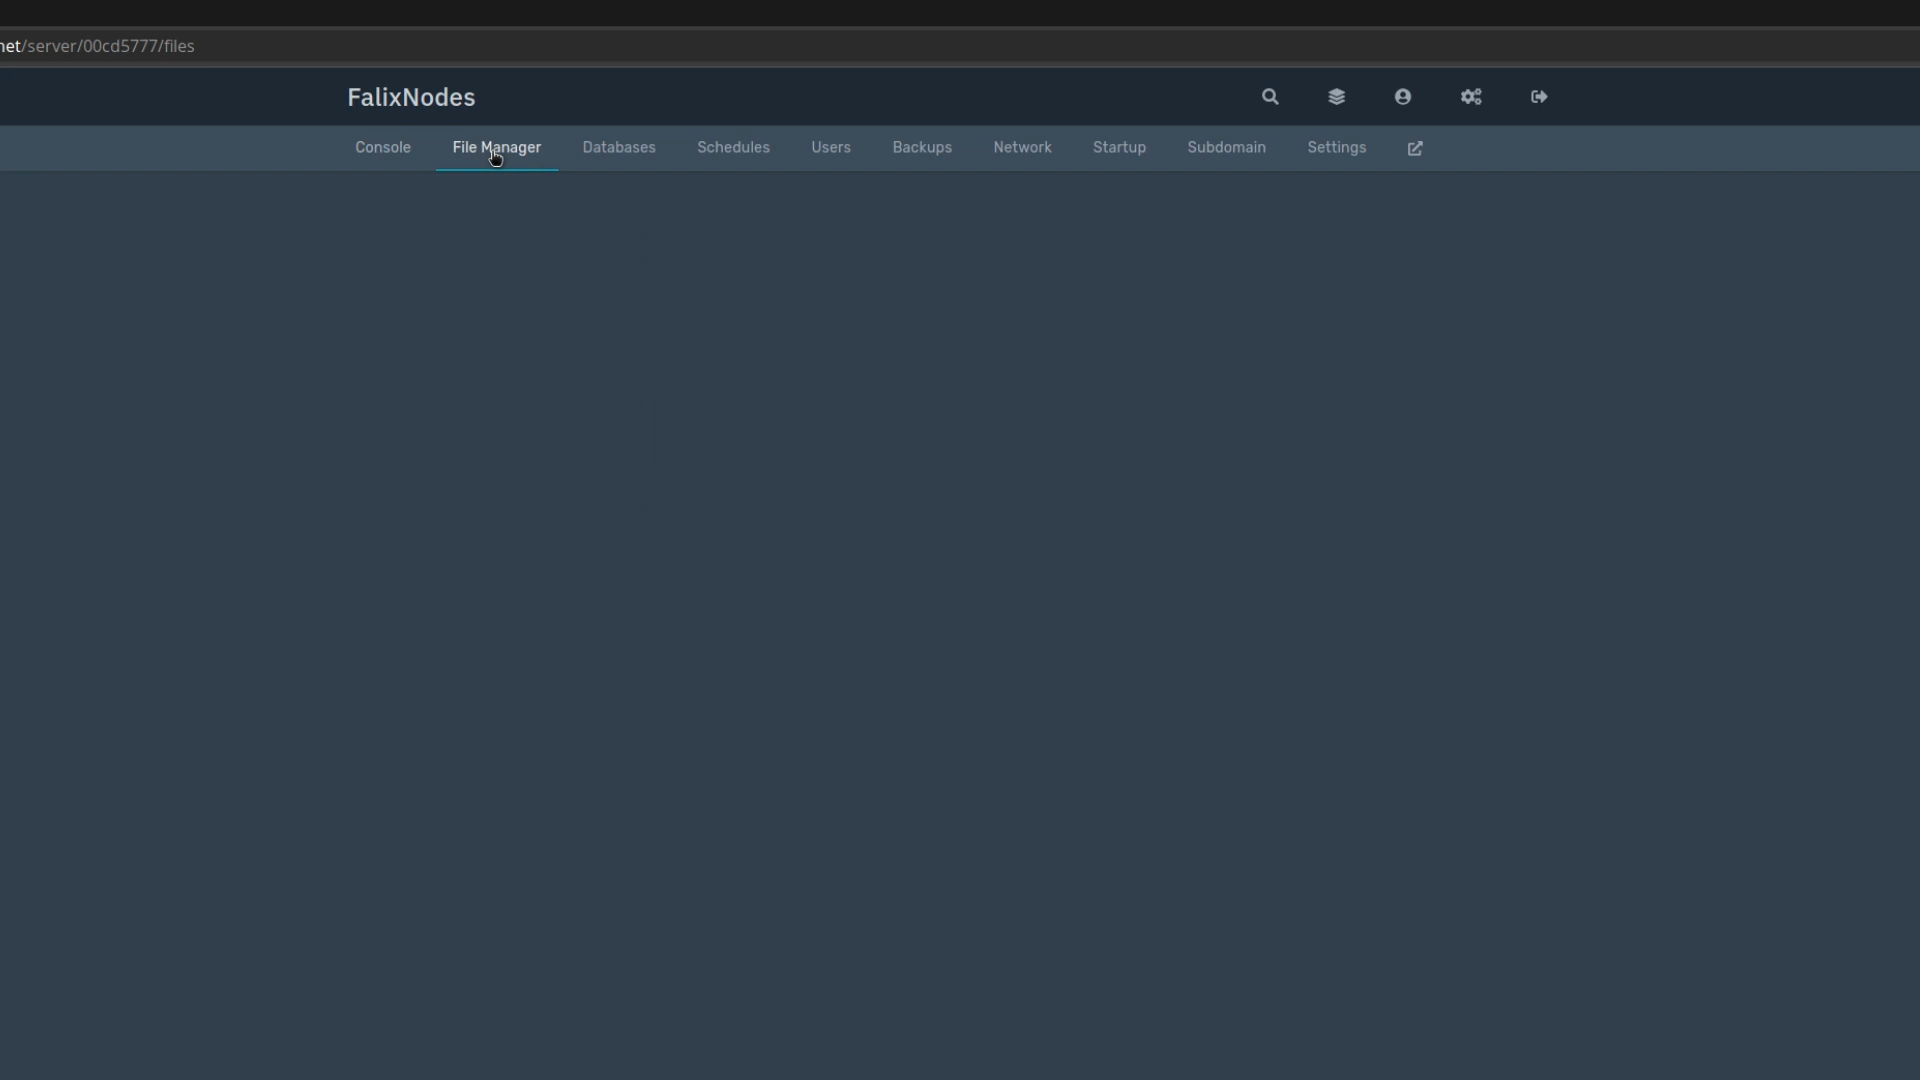 net/server/00cd5777/files
FalixNodes
Console File Manager Databases Schedules Users Backups Network Startup Subdomain Settings